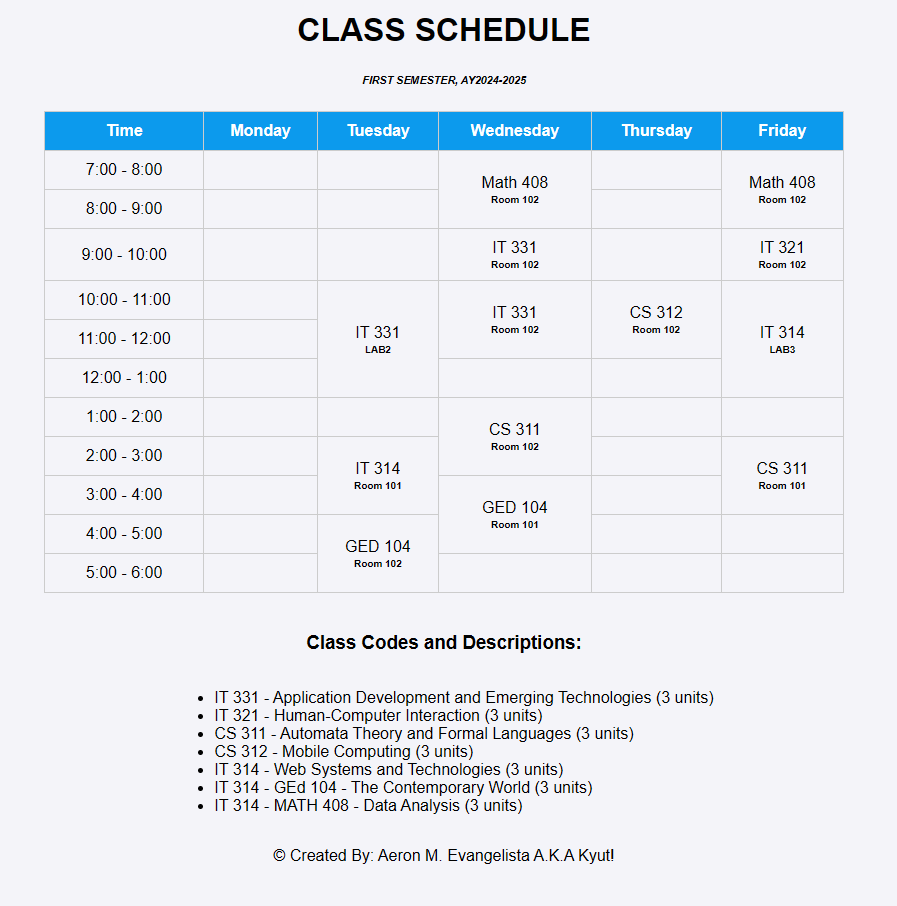 CLASS SCHEDULE
FIRST SEMESTER, AY2024-2025
Time Monday Tuesday Wednesday Thursday Friday
7:00 - 8:00
Math 408 Math 408
Room 102 Room 102
8:00 - 9:00
9:00 - 10:00
IT 331 IT 321
Room 102 Room 102
10:00 - 11:00
IT 331 CS 312
Room 102 Room 102
11:00 - 12:00
IT 331 IT 314
LAB2 LAB3
12:00 - 1:00
1:00 - 2:00
CS 311
Room 102
2:00 - 3:00
IT 314 CS 311
Room 101 Room 101
3:00 - 4:00
GED 104
Room 101
4:00 - 5:00
GED 104
Room 102
5:00 - 6:00
Class Codes and Descriptions:
• IT 331 - Application Development and Emerging Technologies (3 units)
• IT 321 - Human-Computer Interaction (3 units)
• CS 311 - Automata Theory and Formal Languages (3 units)
• CS 312 - Mobile Computing (3 units)
• IT 314 - Web Systems and Technologies (3 units)
• IT 314 - GEd 104 - The Contemporary World (3 units)
• IT 314 - MATH 408 - Data Analysis (3 units)
© Created By: Aeron M. Evangelista A.K.A Kyut!